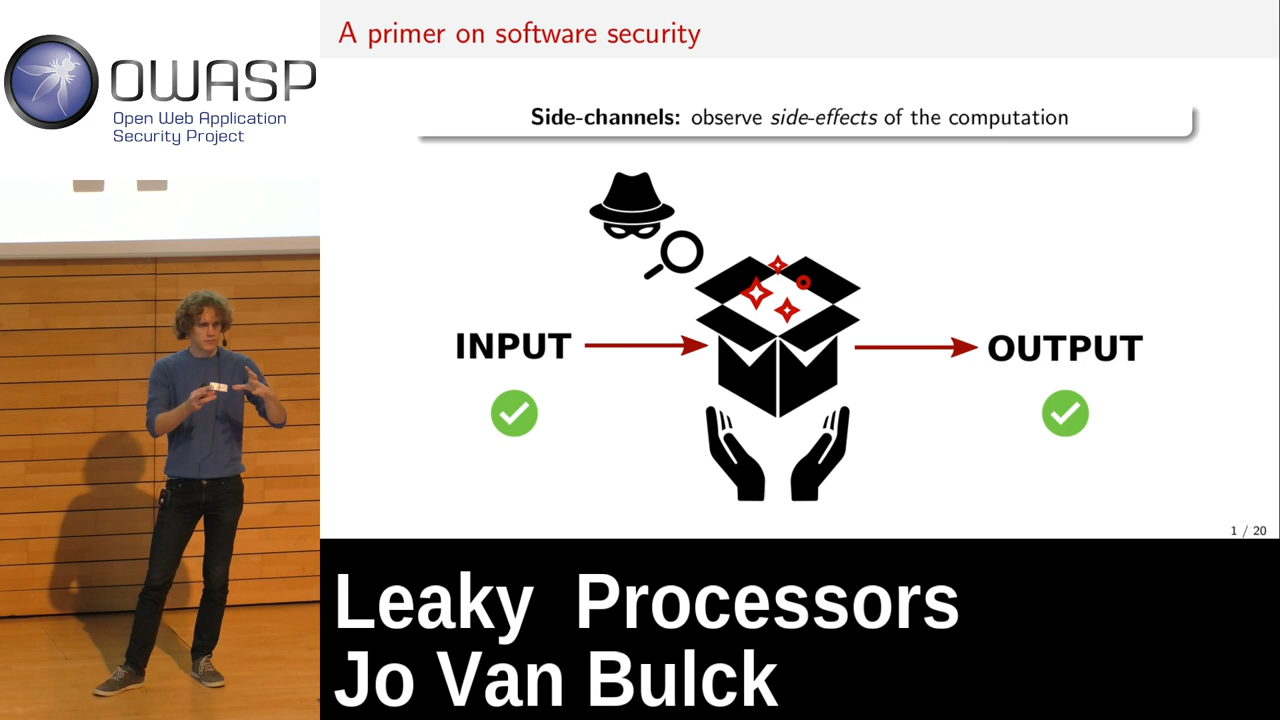 OWASP
Open Web Application
Security Project
A primer on software security
Side-channels: observe side-effects of the computation
INPUT
OUTPUT
1 / 20
Leaky Processors
Jo Van Bulck